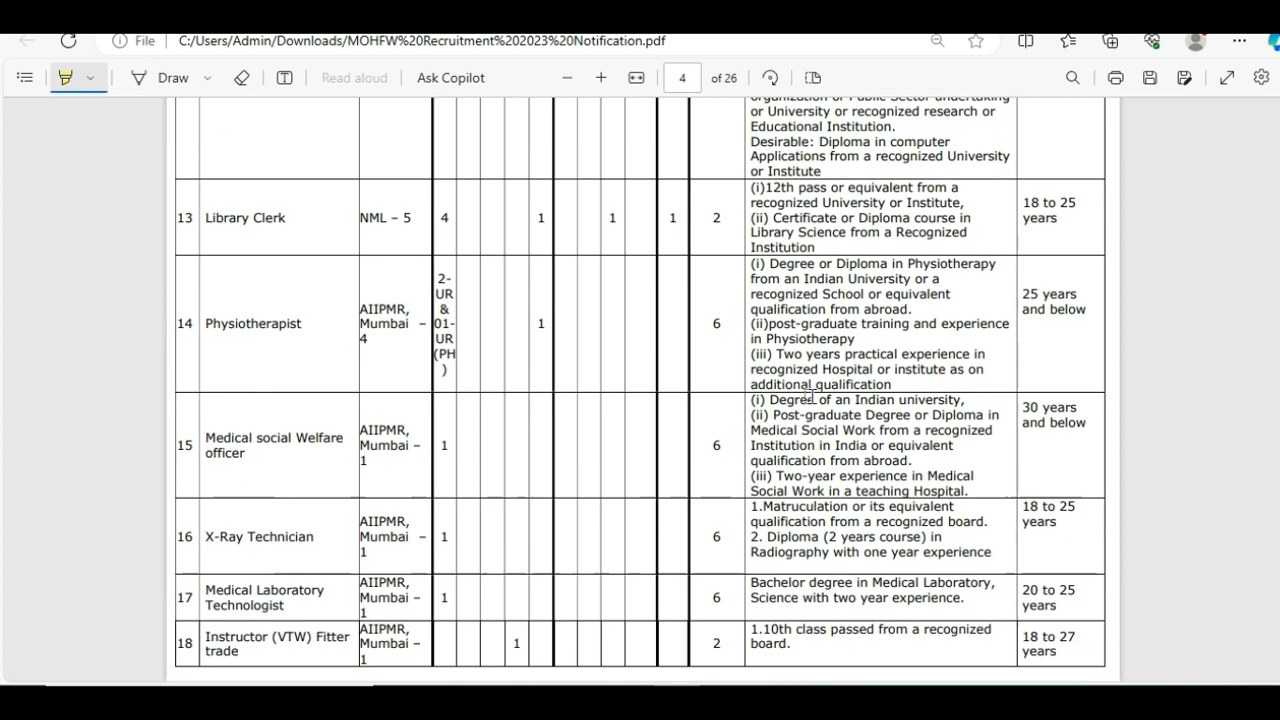 File C:/Users/Admin/Downloads/MOHFW%20Recruitment%202023%20Notification.pdf
Draw Read aloud Ask Copilot 4 of 26
or University or recognized research or
Educational Institution.
Desirable: Diploma in computer
Applications from a recognized University
or Institute
13 Library Clerk NML – 5 4 1 1 1 2
(i)12th pass or equivalent from a
recognized University or Institute,
(ii) Certificate or Diploma course in
Library Science from a Recognized
Institution
18 to 25
years
14 Physiotherapist
AIIPMR,
Mumbai –
4
2-
UR
&
01-
UR
(PH
)
1 6
(i) Degree or Diploma in Physiotherapy
from an Indian University or a
recognized School or equivalent
qualification from abroad.
(ii)post-graduate training and experience
in Physiotherapy
(iii) Two years practical experience in
recognized Hospital or institute as on
additional qualification
25 years
and below
15 Medical social Welfare
officer
AIIPMR,
Mumbai –
1
1 6
(i) Degree of an Indian university,
(ii) Post-graduate Degree or Diploma in
Medical Social Work from a recognized
Institution in India or equivalent
qualification from abroad.
(iii) Two-year experience in Medical
Social Work in a teaching Hospital.
30 years
and below
16 X-Ray Technician
AIIPMR,
Mumbai –
1
1 6
1.Matruculation or its equivalent
qualification from a recognized board.
2. Diploma (2 years course) in
Radiography with one year experience
18 to 25
years
17 Medical Laboratory
Technologist
AIIPMR,
Mumbai –
1
1 6
Bachelor degree in Medical Laboratory,
Science with two year experience.
20 to 25
years
18 Instructor (VTW) Fitter
trade
AIIPMR,
Mumbai –
1
1 2
1.10th class passed from a recognized
board.
18 to 27
years